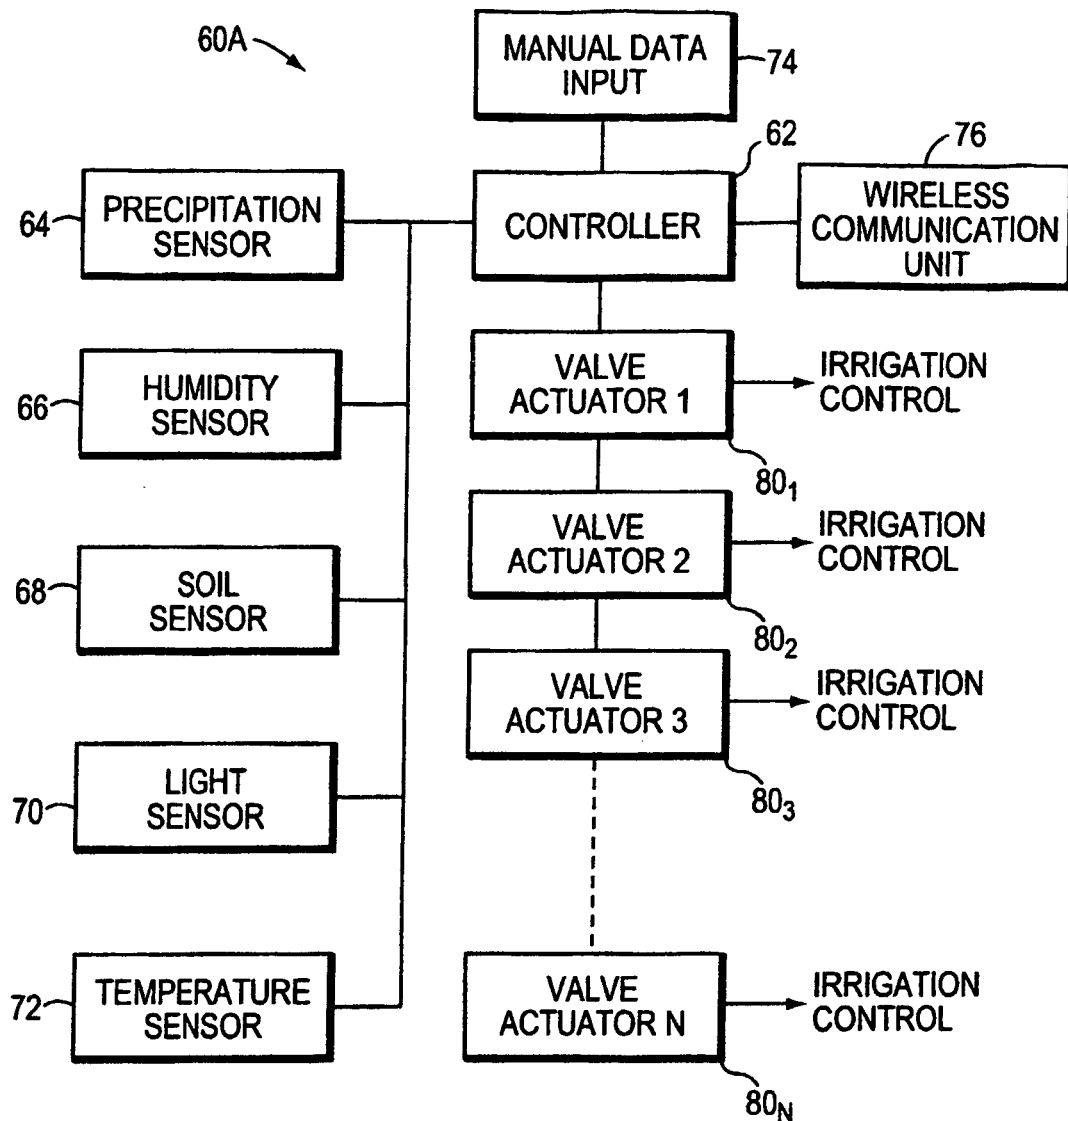 60A
MANUAL DATA
INPUT
74
62
76
64
PRECIPITATION
SENSOR
CONTROLLER
WIRELESS
COMMUNICATION
UNIT
66
HUMIDITY
SENSOR
VALVE
ACTUATOR 1
IRRIGATION
CONTROL
80₁
VALVE
ACTUATOR 2
IRRIGATION
CONTROL
80₂
68
SOIL
SENSOR
VALVE
ACTUATOR 3
IRRIGATION
CONTROL
80₃
70
LIGHT
SENSOR
72
TEMPERATURE
SENSOR
VALVE
ACTUATOR N
IRRIGATION
CONTROL
80N